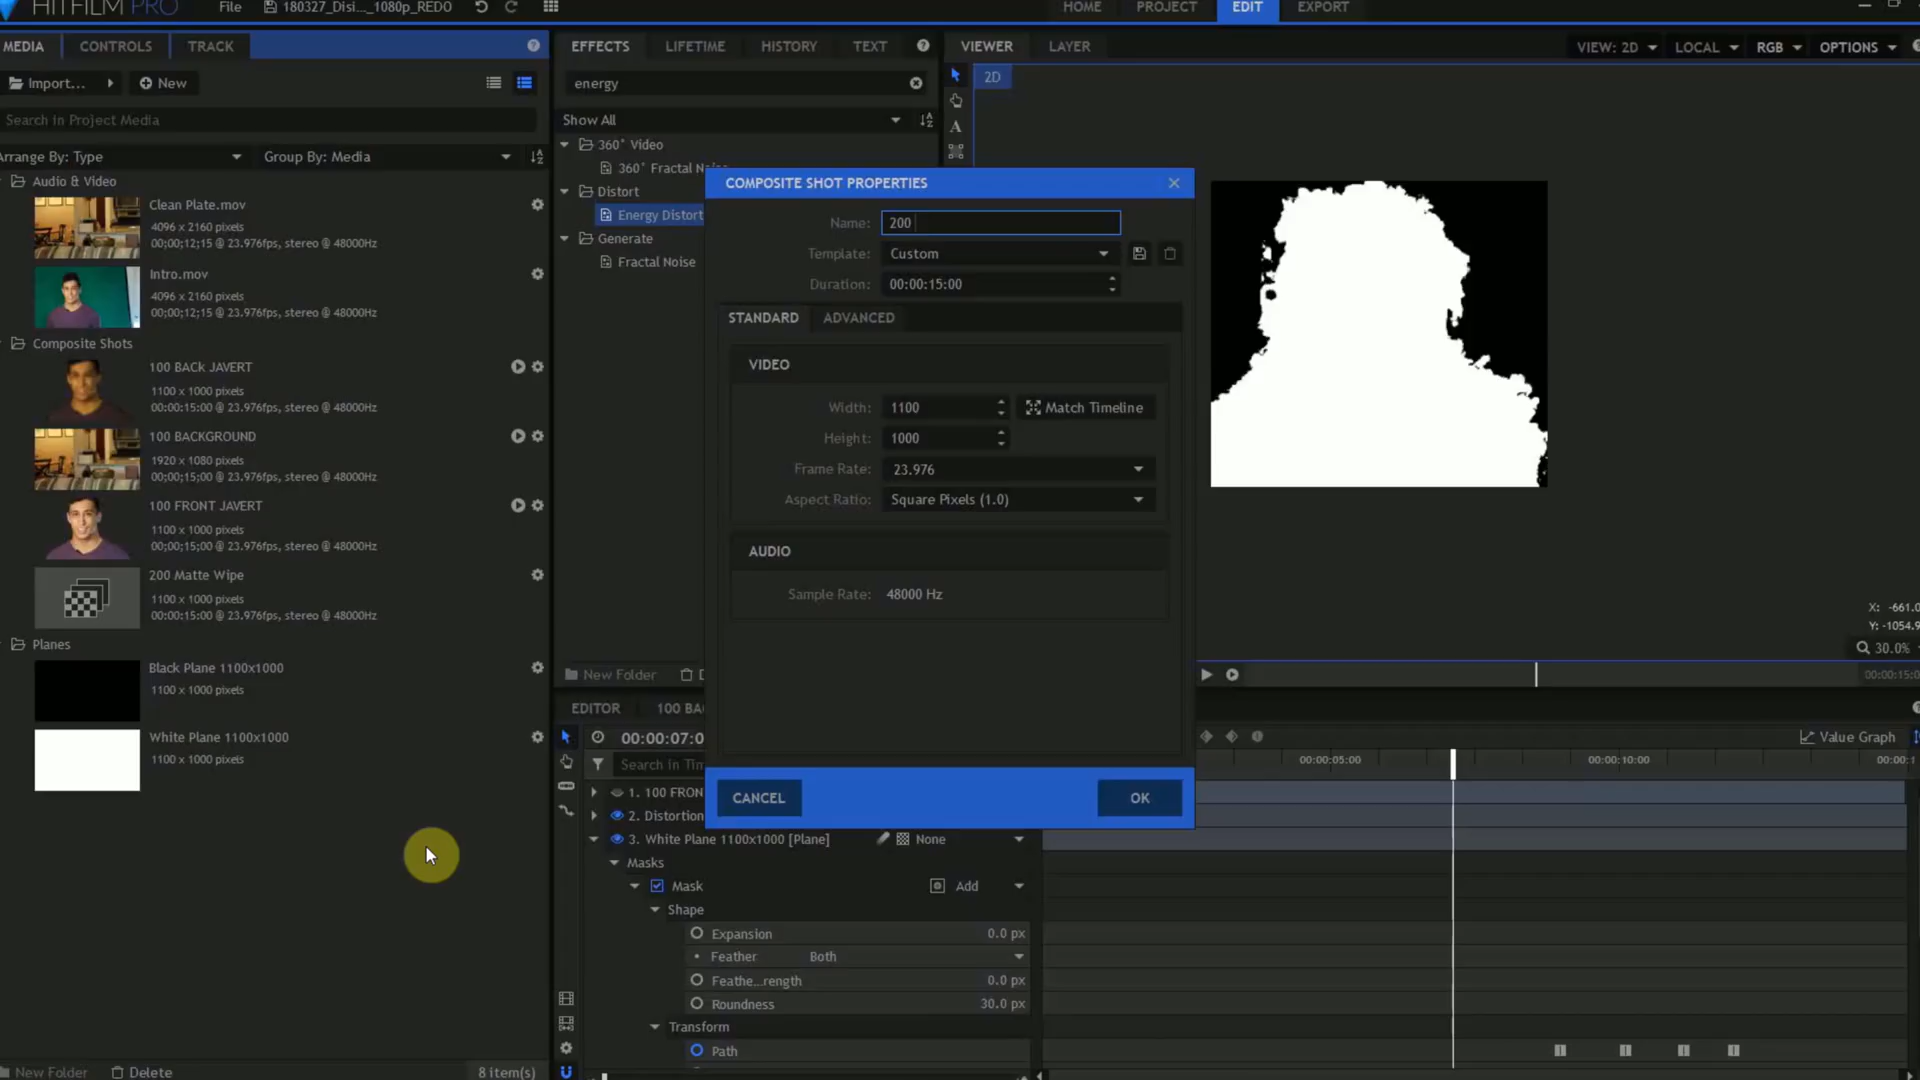 HITFILM PRO
File
180327_Disi..._1080p_REDO
HOME
PROJECT
EDIT
EXPORT
MEDIA
CONTROLS
TRACK
EFFECTS
LIFETIME
HISTORY
TEXT
VIEWER
LAYER
VIEW: 2D
LOCAL
RGB
OPTIONS
Import...
New
Search in Project Media
Arrange By: Type
Group By: Media
Audio & Video
Clean Plate.mov
4096 x 2160 pixels
00;00;12;15 @ 23.976fps, stereo @ 48000Hz
Intro.mov
4096 x 2160 pixels
00;00;12;15 @ 23.976fps, stereo @ 48000Hz
Composite Shots
100 BACk JAVERT
1100 x 1000 pixels
00:00:15:00 @ 23.976fps, stereo @ 48000Hz
100 BACKGROUND
1920 x 1080 pixels
00;00;15;00 @ 23.976fps, stereo @ 48000Hz
100 FRONT JAVERT
1100 x 1000 pixels
00;00;15;00 @ 23.976fps, stereo @ 48000Hz
200 Matte Wipe
1100 x 1000 pixels
00:00:15:00 @ 23.976fps, stereo @ 48000Hz
Planes
Black Plane 1100x1000
1100 x 1000 pixels
White Plane 1100x1000
1100 x 1000 pixels
New Folder
Delete
8 item(s)
energy
Show All
360° Video
360° Fractal No
Distort
Energy Distort
Generate
Fractal Noise
New Folder
2D
COMPOSITE SHOT PROPERTIES
Name: 200
Template: Custom
Duration: 00:00:15:00
STANDARD
ADVANCED
VIDEO
Width: 1100
Match Timeline
Height: 1000
Frame Rate: 23.976
Aspect Ratio: Square Pixels (1.0)
AUDIO
Sample Rate: 48000 Hz
CANCEL
OK
X: -661.0
Y: -1054.9
30.0%
00:00:15:0
EDITOR
100 BA
00:00:07:0
Search in Tim
Value Graph
00:00:05:00
00:00:10:00
00:00:1
1. 100 FRON
2. Distortion
3. White Plane 1100x1000 [Plane]
None
Masks
Mask
Add
Shape
Expansion
0.0 px
Feather
Both
Feathe...rength
0.0 px
Roundness
30.0 px
Transform
Path